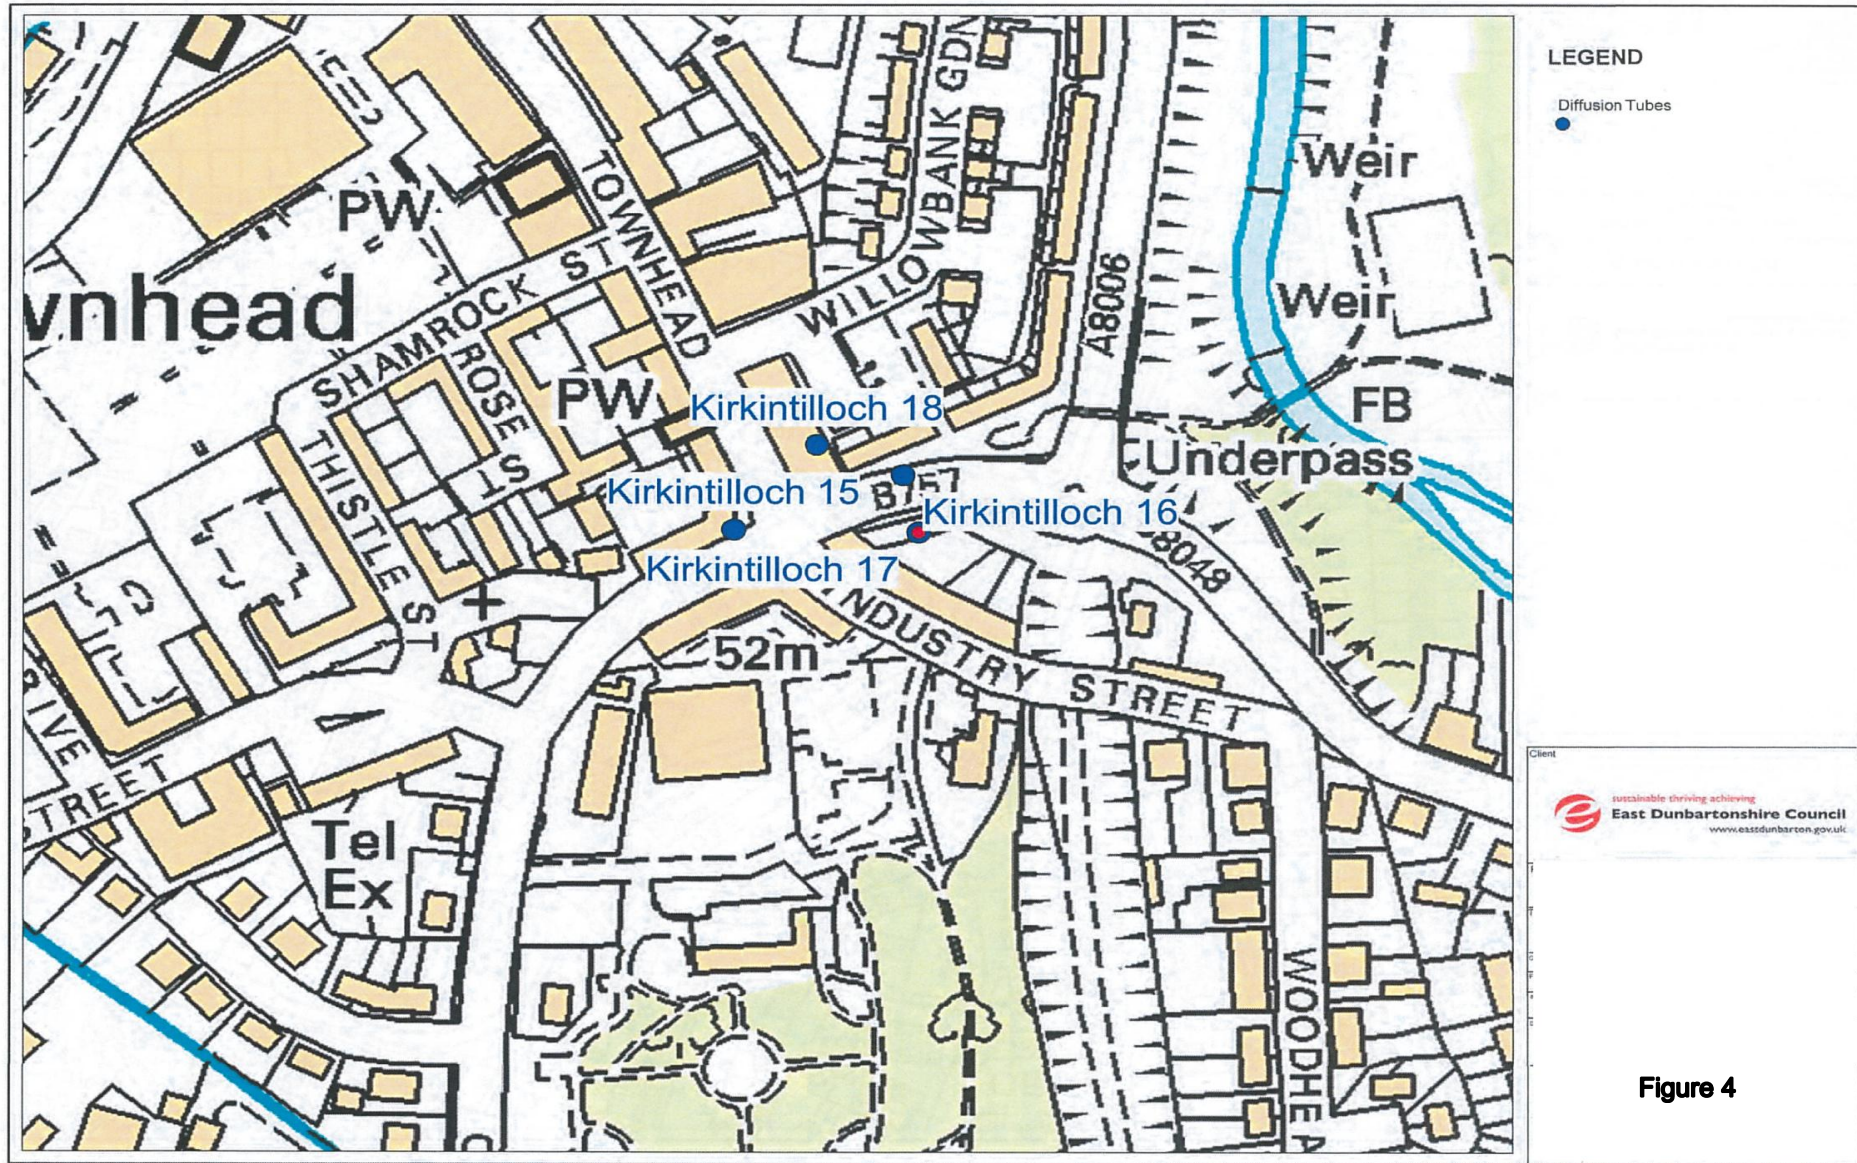 Weir
PW
TOWNHEAD
WILLOWBANK GDN
vnhead
SHAMROCK ST
A8006
Weir
ROSE ST
PW
Kirkintilloch 18
FB
Underpass
THISTLE ST
Kirkintilloch 15
Kirkintilloch 16
8048
Kirkintilloch 17
NDUSTRY STREET
52m
RIVE
STREET
Tel
Ex
WOODHEA
LEGEND
Diffusion Tubes
Client
sustainable thriving achieving
East Dunbartonshire Council
www.eastdunbarton.gov.uk
Figure 4